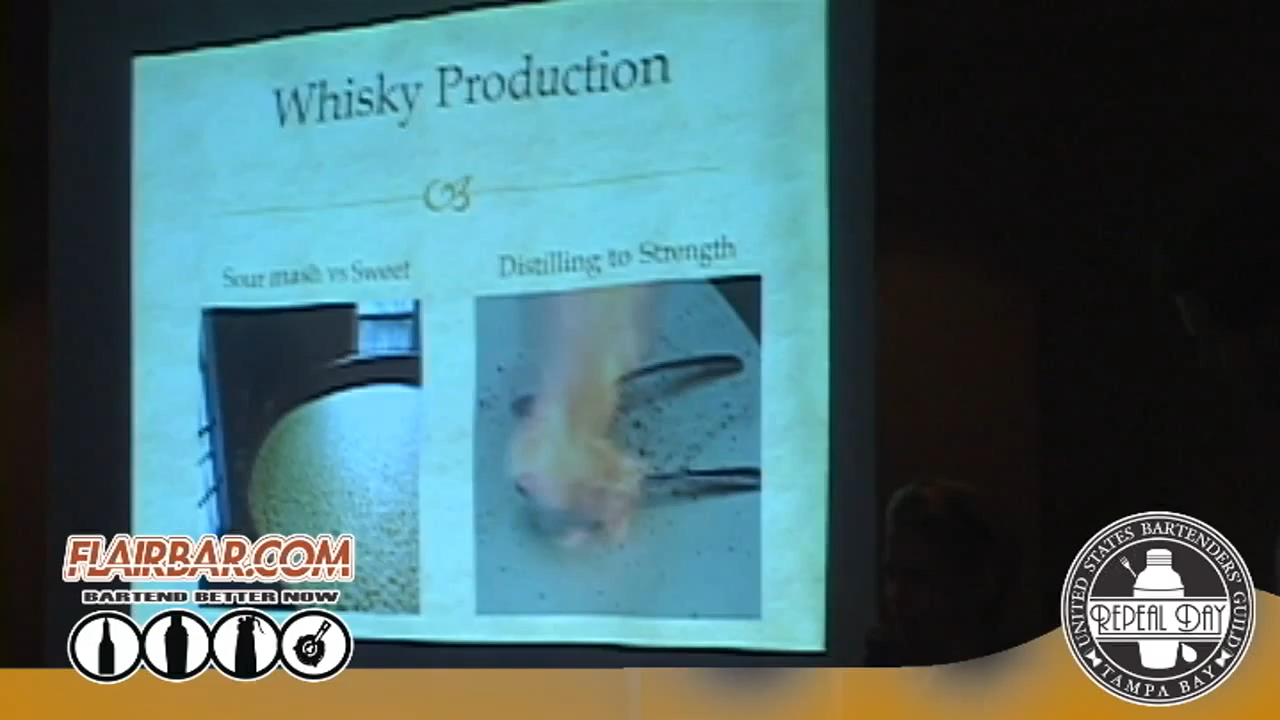 Whisky Production
Sour mash vs Sweet
Distilling to Strength
FLAIRBAR.COM
BARTEND BETTER NOW
UNITED STATES BARTENDERS' GUILD
REPEAL DAY
TAMPA BAY